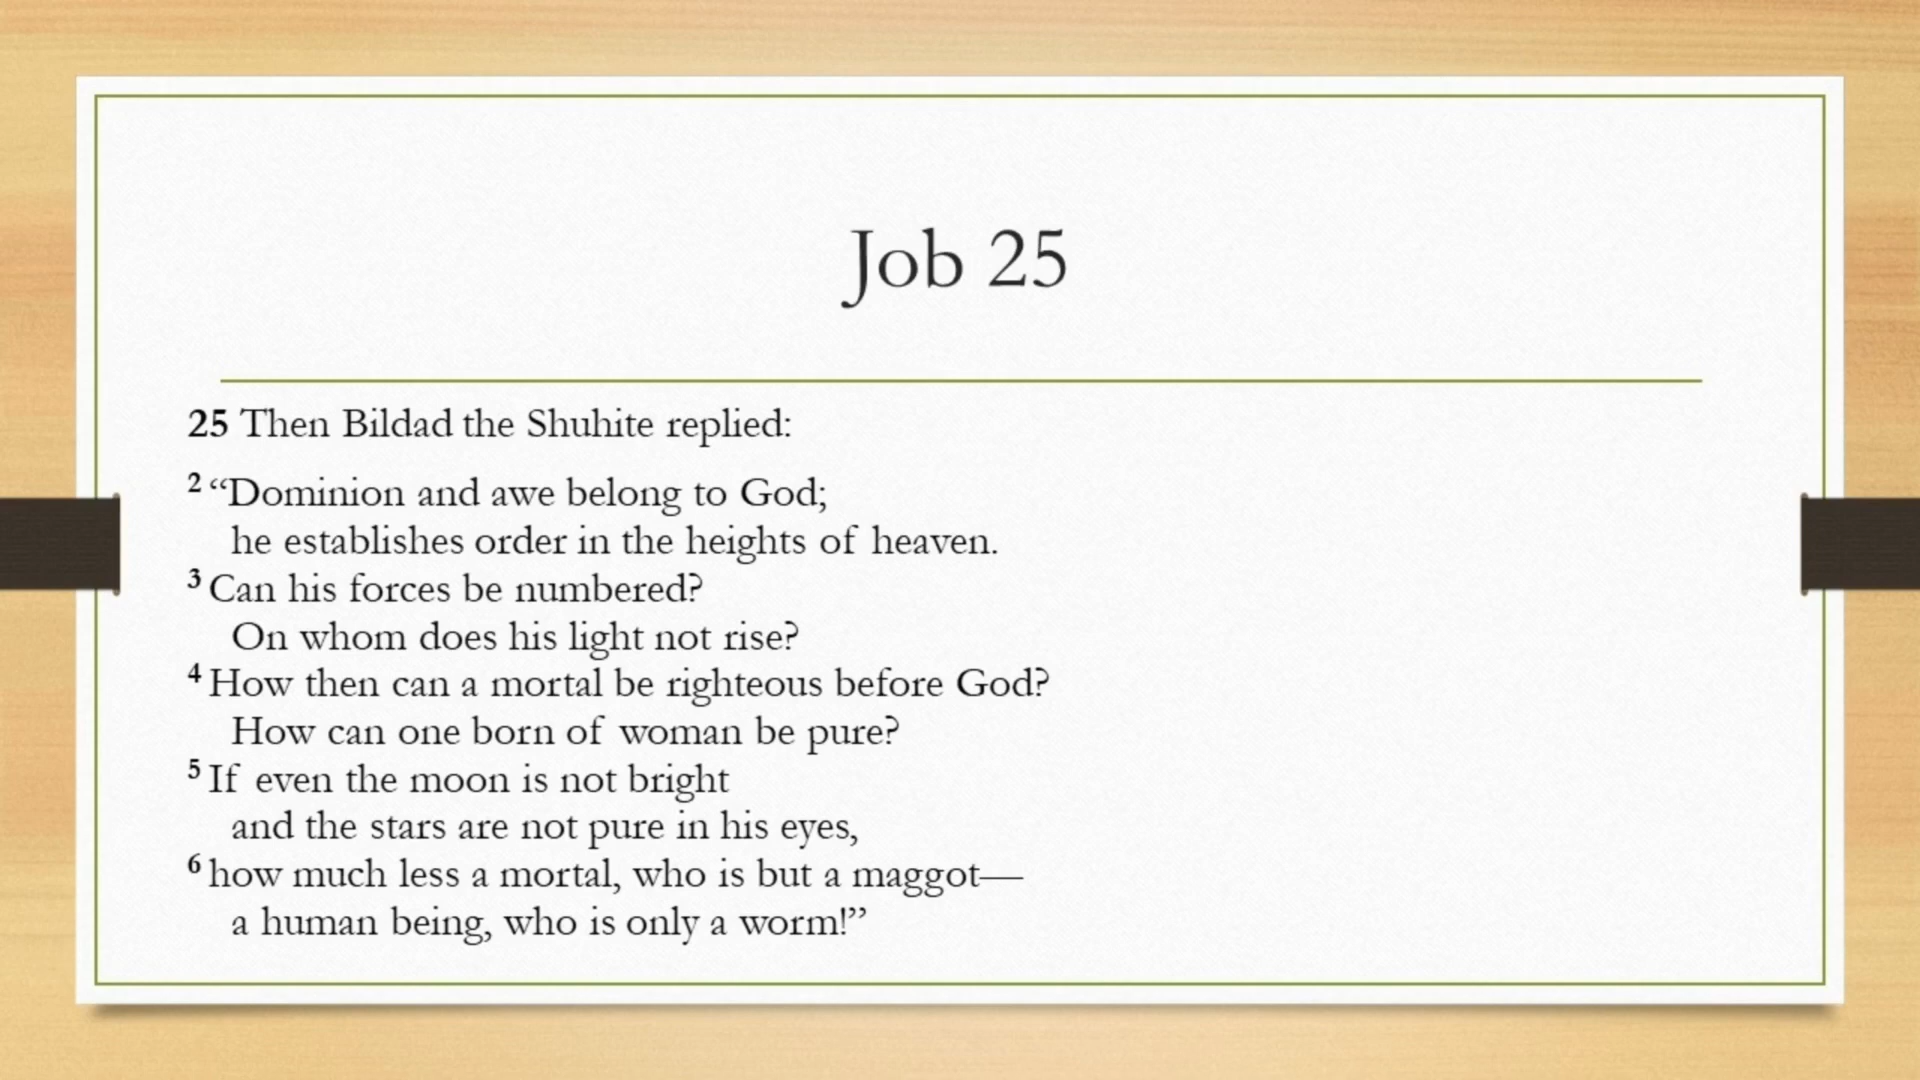 Job 25
25 Then Bildad the Shuhite replied:
2 “Dominion and awe belong to God;
he establishes order in the heights of heaven.
3 Can his forces be numbered?
On whom does his light not rise?
4 How then can a mortal be righteous before God?
How can one born of woman be pure?
5 If even the moon is not bright
and the stars are not pure in his eyes,
6 how much less a mortal, who is but a maggot—
a human being, who is only a worm!”